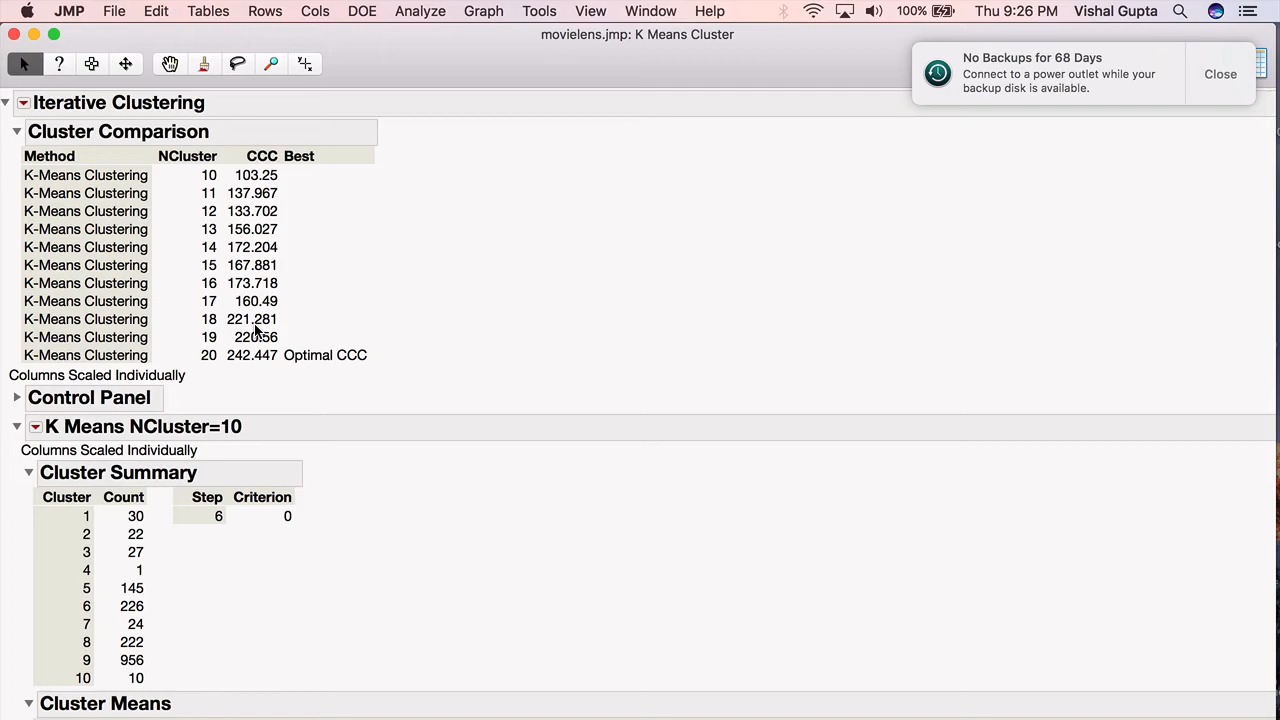 JMP File Edit Tables Rows Cols DOE Analyze Graph Tools View Window Help 100% Thu 9:26 PM Vishal Gupta
movielens.jmp: K Means Cluster
No Backups for 68 Days
Connect to a power outlet while your
backup disk is available.
Close
Iterative Clustering
Cluster Comparison
Method NCluster CCC Best
K-Means Clustering 10 103.25
K-Means Clustering 11 137.967
K-Means Clustering 12 133.702
K-Means Clustering 13 156.027
K-Means Clustering 14 172.204
K-Means Clustering 15 167.881
K-Means Clustering 16 173.718
K-Means Clustering 17 160.49
K-Means Clustering 18 221.281
K-Means Clustering 19
K-Means Clustering 20 242.447 Optimal CCC
Columns Scaled Individually
Control Panel
K Means NCluster=10
Columns Scaled Individually
Cluster Summary
Cluster Count Step Criterion
1 30 6 0
2 22
3 27
4 1
5 145
6 226
7 24
8 222
9 956
10 10
Cluster Means